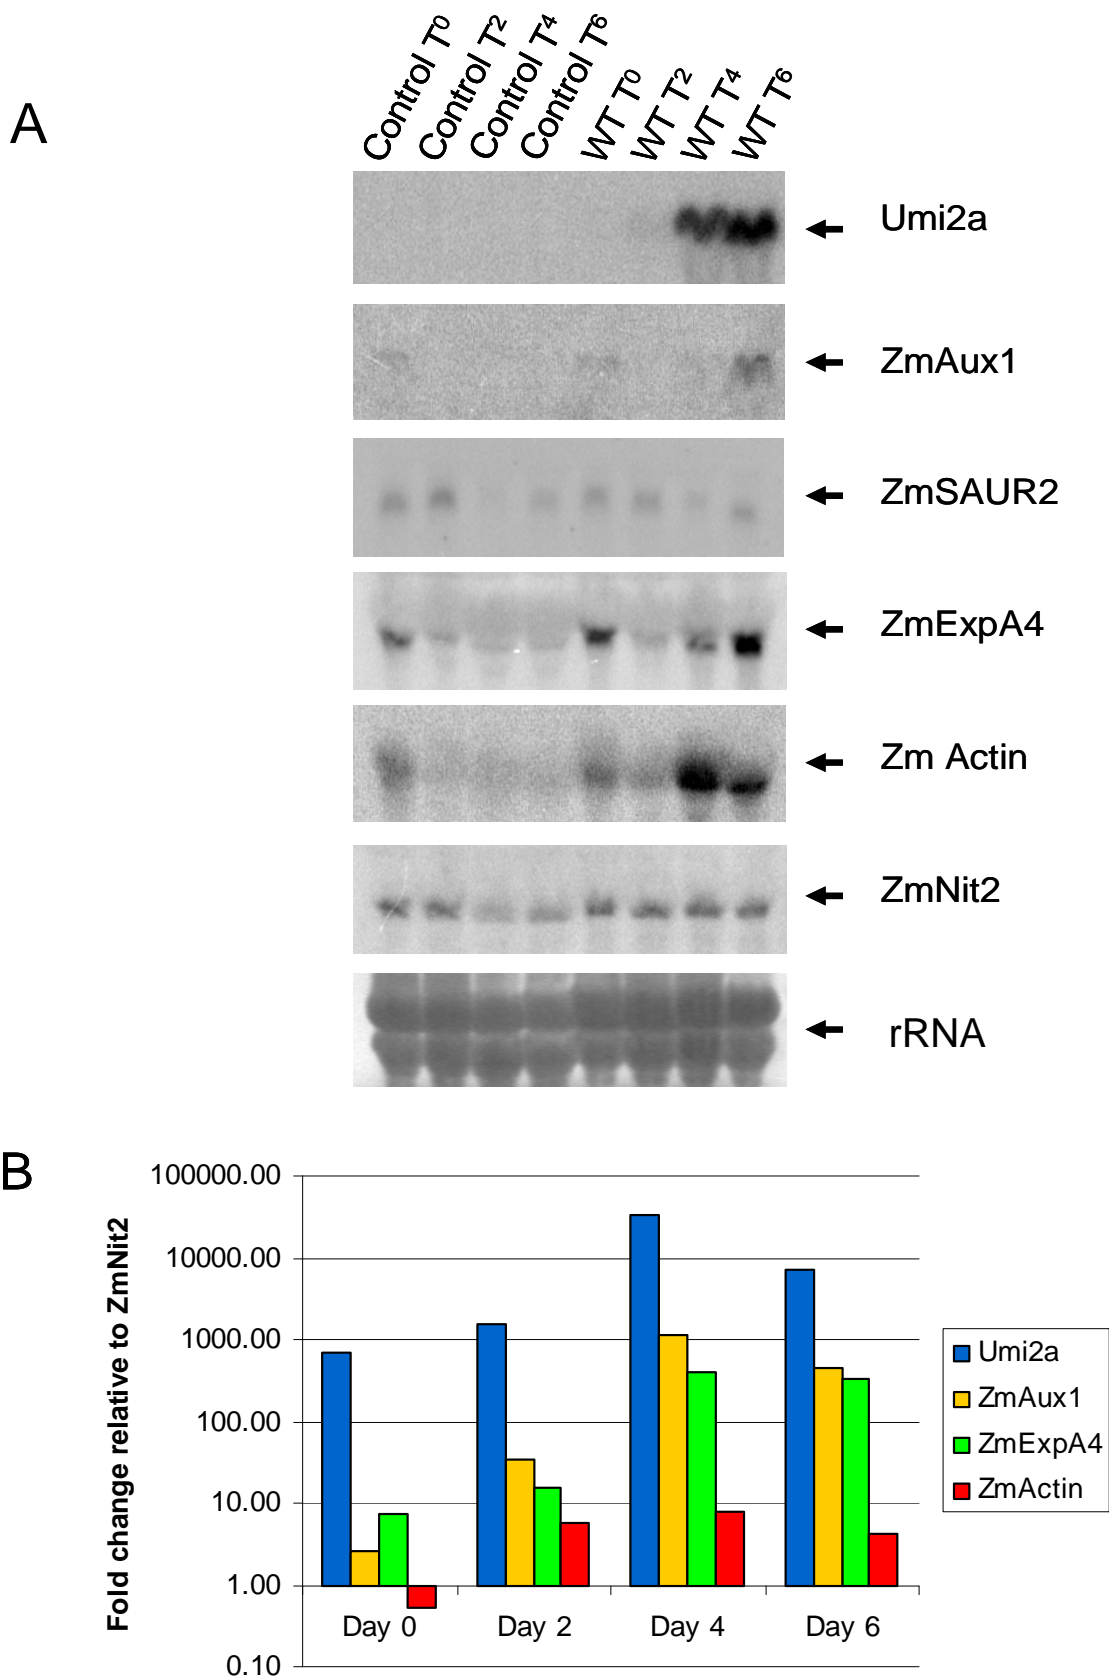 A
Control T0
Control T2
Control T4
Control T6
WT T0
WT T2
WT T4
WT T6
Umi2a
ZmAux1
ZmSAUR2
ZmExpA4
Zm Actin
ZmNit2
rRNA
B
Fold change relative to ZmNit2
100000.00
10000.00
1000.00
100.00
10.00
1.00
0.10
Day 0
Day 2
Day 4
Day 6
Umi2a
ZmAux1
ZmExpA4
ZmActin